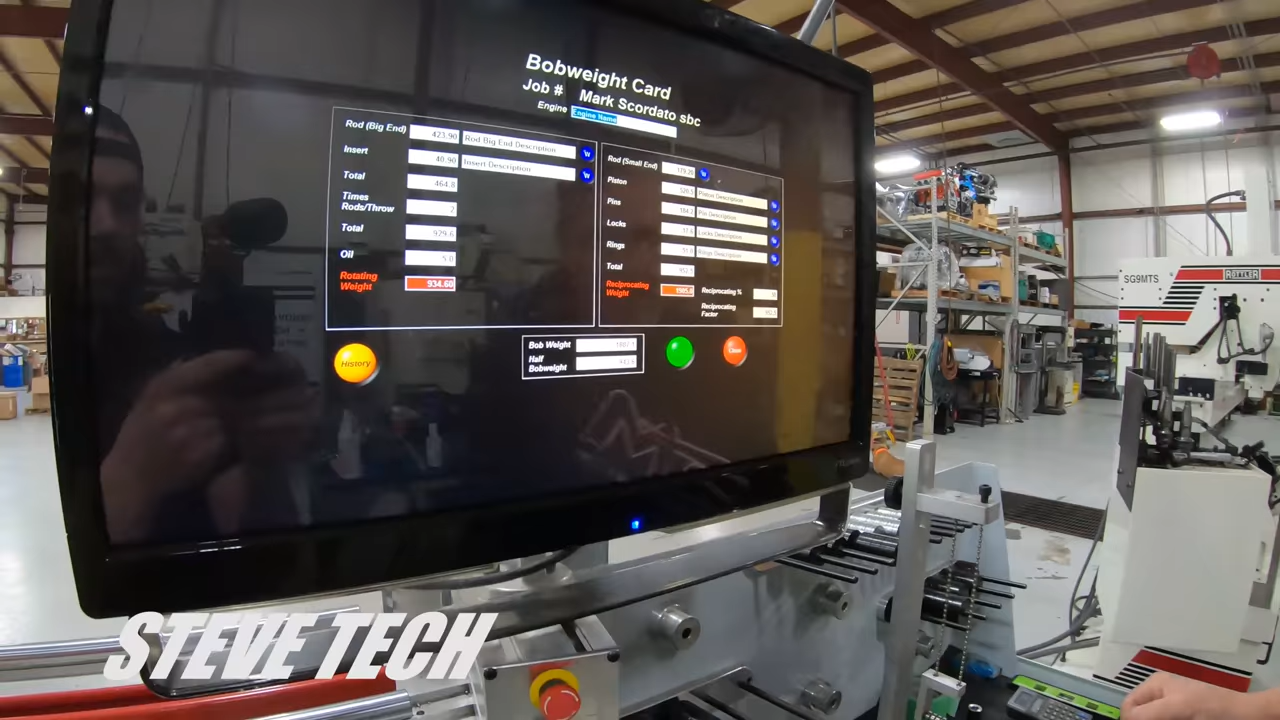 Bobweight Card
Job # Mark Scordato sbc
Engine Engine Name
Rod (Big End) 423.90 Rod Big End Description W
Insert 40.90 Insert Description W
Total 464.8
Times Rods/Throw 2
Total 929.6
Oil 5.0
Rotating Weight 934.60
Rod (Small End) W
Piston Piston Description W
Pins Pin Description W
Locks Locks Description W
Rings Rings Description W
Total
Reciprocating Weight
Reciprocating %
Reciprocating Factor
History
Bob Weight
Half Bobweight
Close
SG9MTS
ROTTLER
STEVE TECH